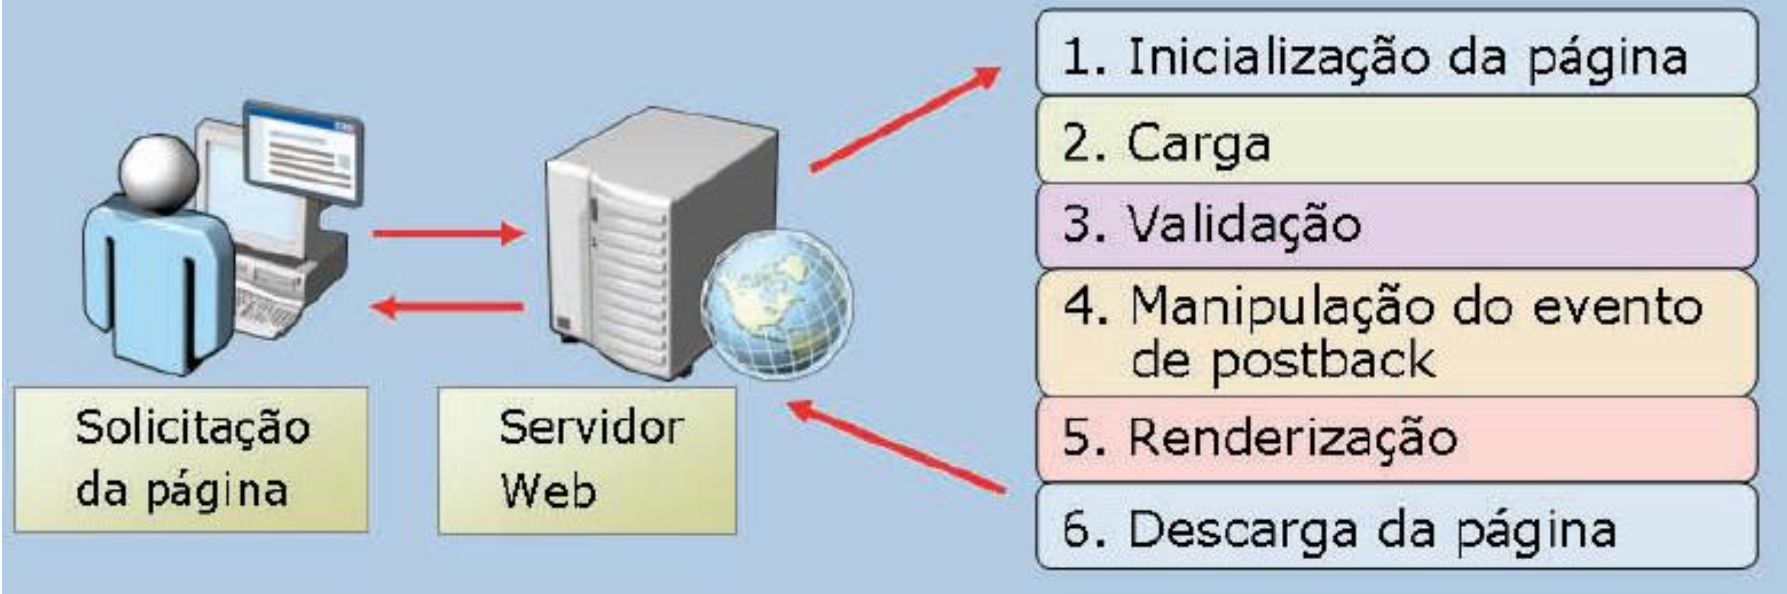 Solicitação
da página
Servidor
Web
1. Inicialização da página
2. Carga
3. Validação
4. Manipulação do evento
de postback
5. Renderização
6. Descarga da página